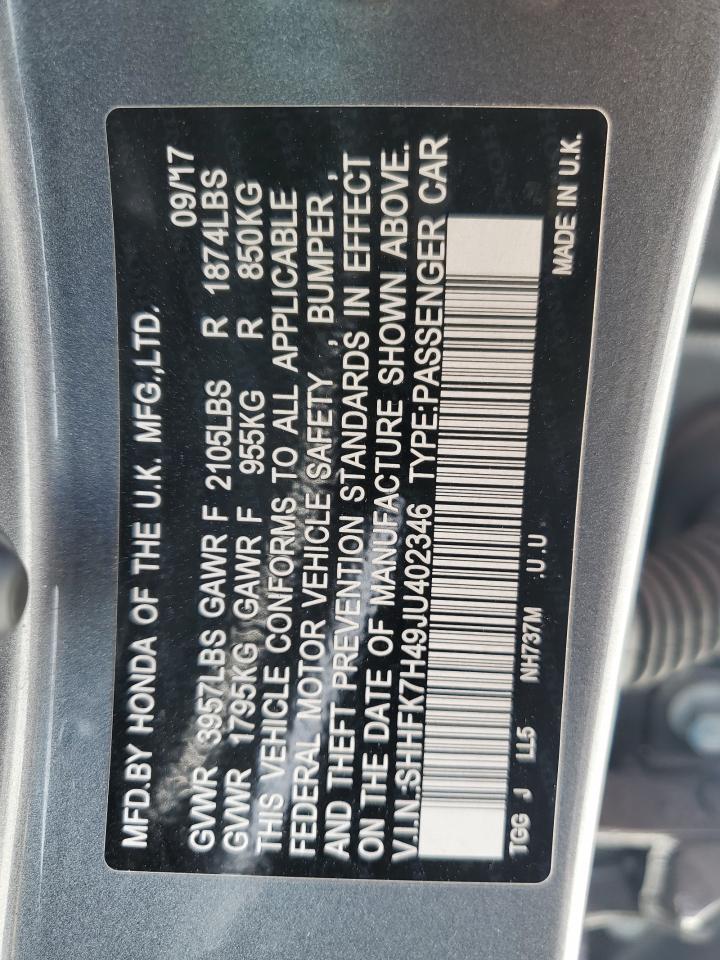 MFD.BY HONDA OF THE U.K. MFG.,LTD.
09/17
GVWR 3957LBS GAWR F 2105LBS R 1874LBS
GVWR 1795KG GAWR F 955KG R 850KG
THIS VEHICLE CONFORMS TO ALL APPLICABLE
FEDERAL MOTOR VEHICLE SAFETY , BUMPER ,
AND THEFT PREVENTION STANDARDS IN EFFECT
ON THE DATE OF MANUFACTURE SHOWN ABOVE.
V.I.N.:SHHFK7H49JU402346 TYPE:PASSENGER CAR
TGG J LL5 NH737M .U .U MADE IN U.K.